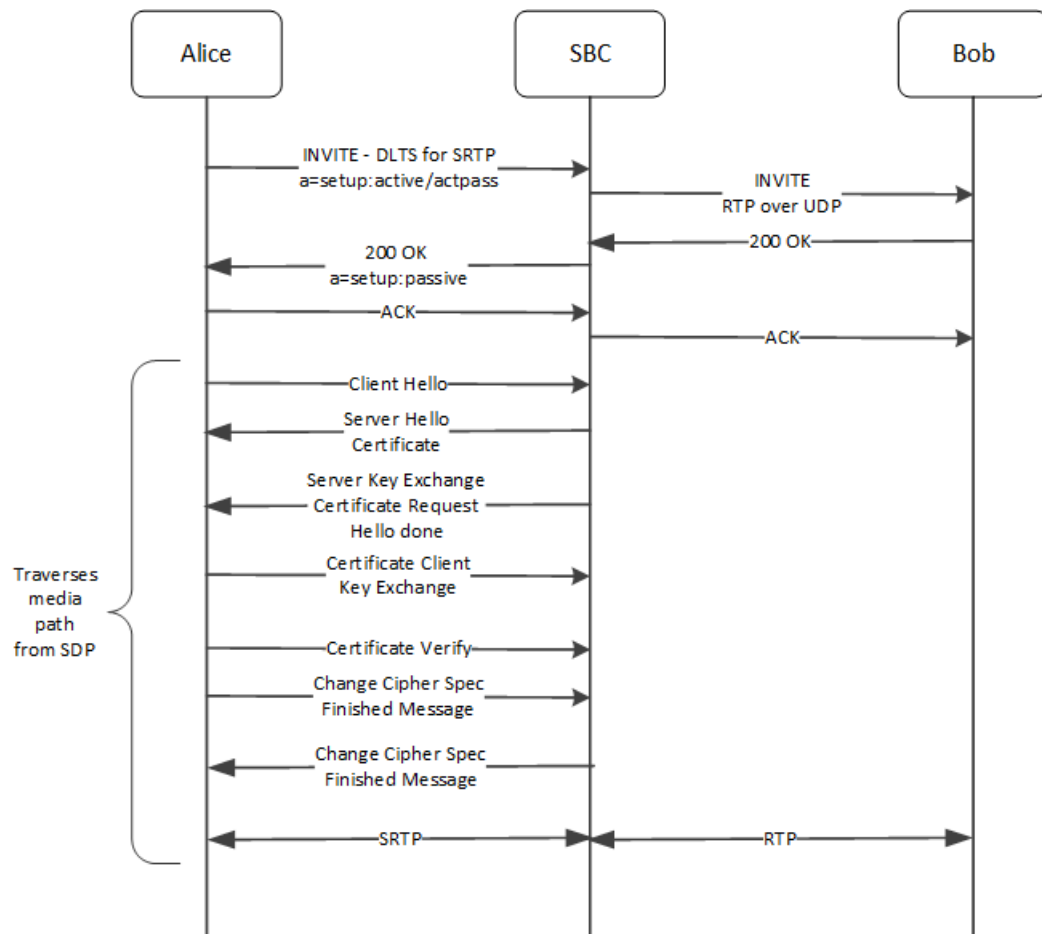 Alice
SBC
Bob
INVITE - DLTS for SRTP
a=setup:active/actpass
INVITE
RTP over UDP
200 OK
200 OK
a=setup:passive
ACK
ACK
Client Hello
Server Hello
Certificate
Server Key Exchange
Certificate Request
Hello done
Certificate Client
Key Exchange
Traverses
media
path
from SDP
Certificate Verify
Change Cipher Spec
Finished Message
Change Cipher Spec
Finished Message
SRTP
RTP